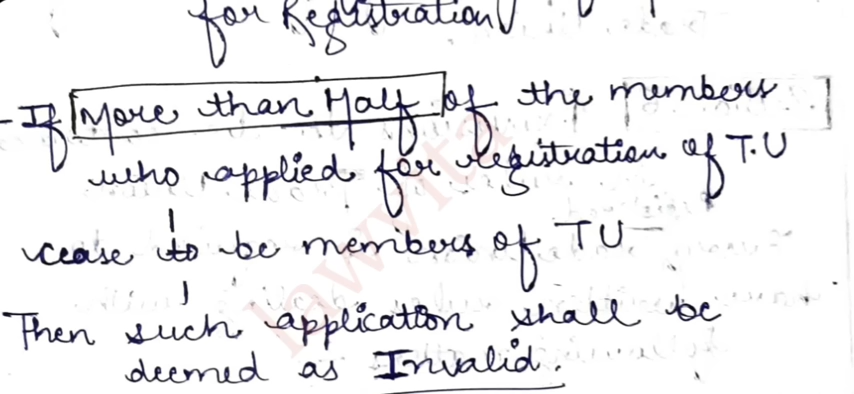 for Registration
- If More than Half of the members
who applied for registration of T.U
cease to be members of TU
Then such application shall be
deemed as Invalid.
lawvita